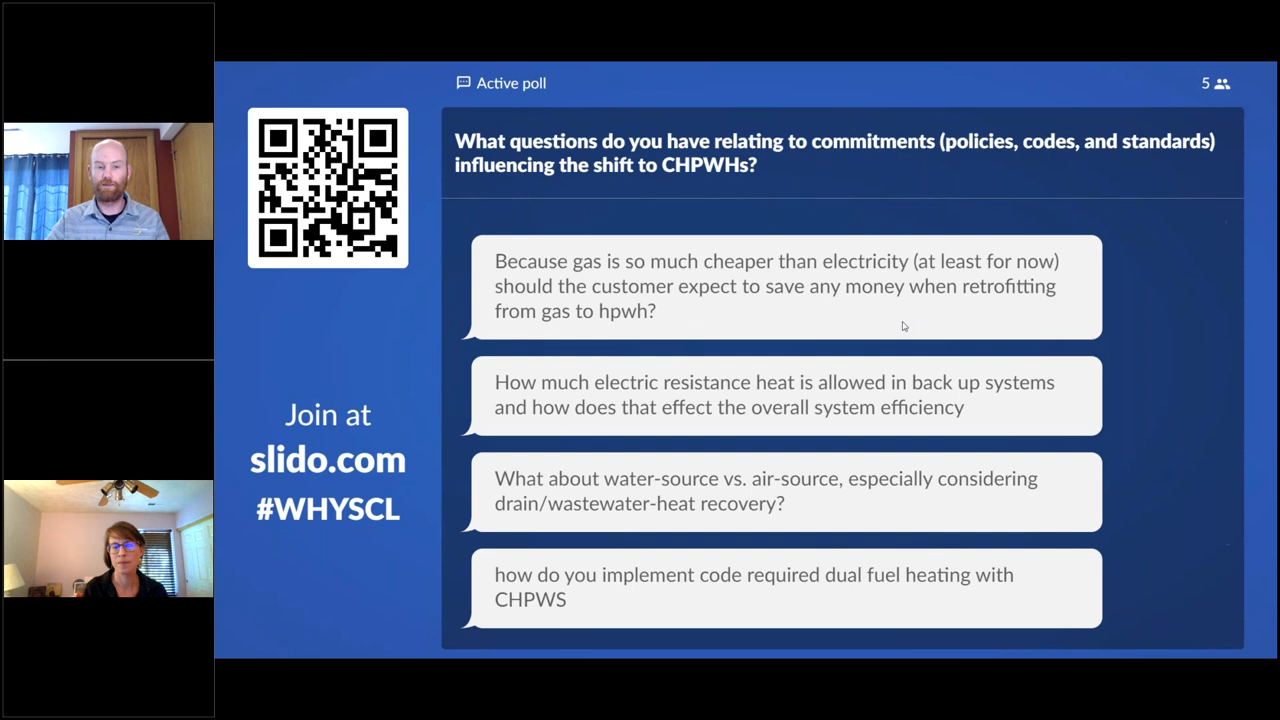 Active poll
5
What questions do you have relating to commitments (policies, codes, and standards)
influencing the shift to CHPWHs?
Because gas is so much cheaper than electricity (at least for now)
should the customer expect to save any money when retrofitting
from gas to hpwh?
How much electric resistance heat is allowed in back up systems
and how does that effect the overall system efficiency
What about water-source vs. air-source, especially considering
drain/wastewater-heat recovery?
how do you implement code required dual fuel heating with
CHPWS
Join at
slido.com
#WHYSCL